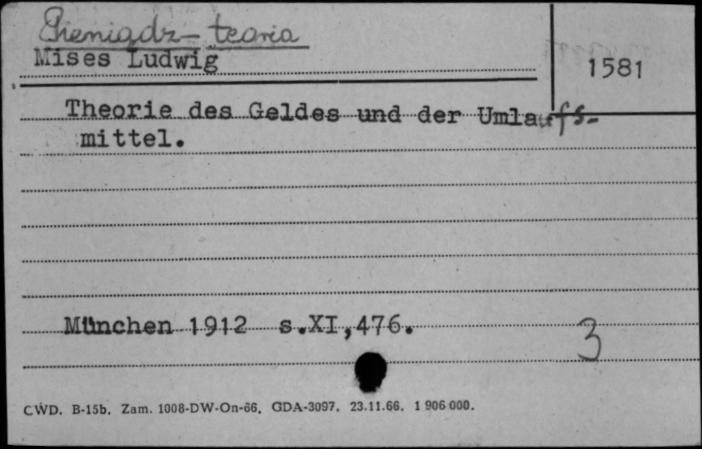 Pieniądz - teoria
Mises Ludwig
1581
Theorie des Geldes und der Umlaufs-
mittel.
München 1912 s.XI,476.
3
CWD. B-15b. Zam. 1008-DW-On-66. GDA-3097. 23.11.66. 1 906 000.